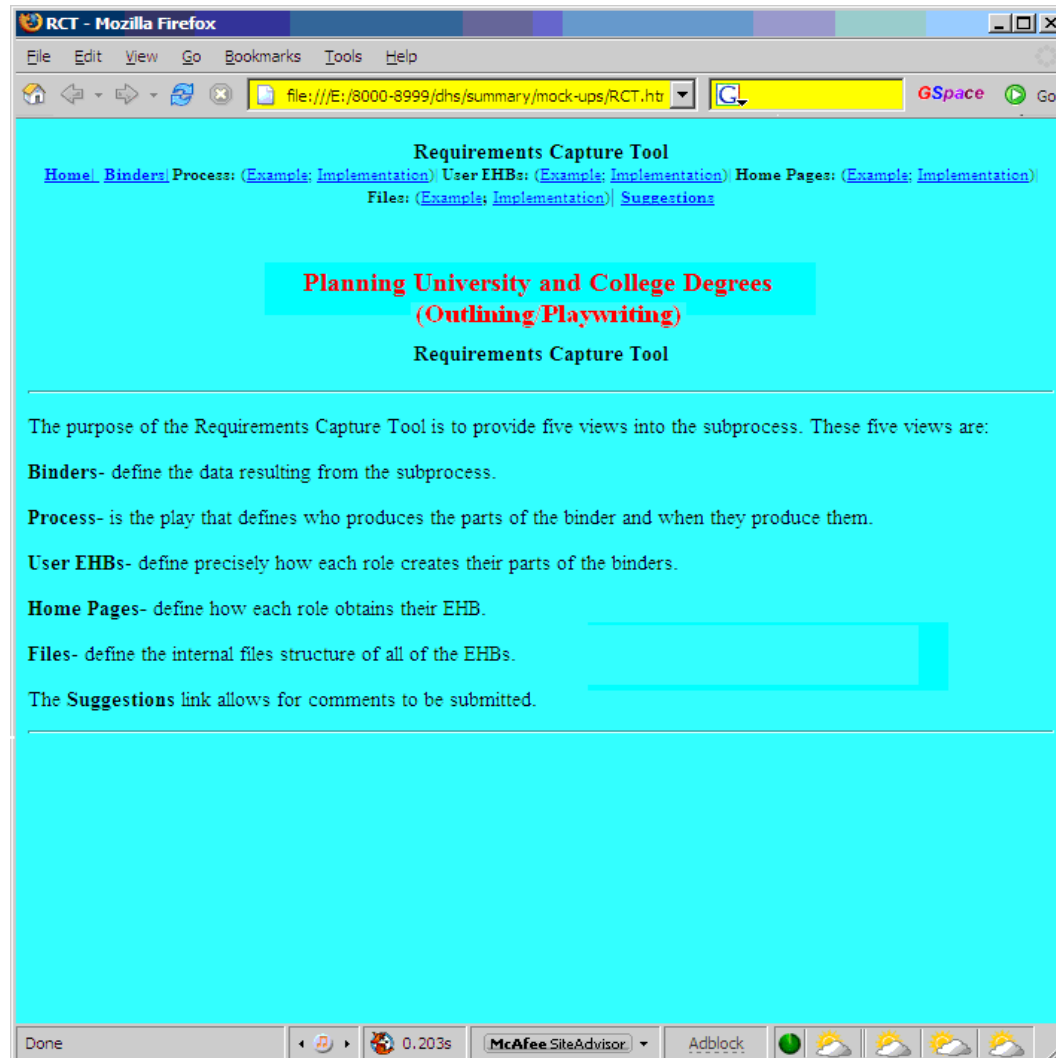 RCT - Mozilla Firefox
File Edit View Go Bookmarks Tools Help
file:///E:/8000-8999/dhs/summary/mock-ups/RCT.htr G GSpace Go
Requirements Capture Tool
Home| Binders| Process: (Example; Implementation)| User EHBs: (Example; Implementation)| Home Pages: (Example; Implementation)|
Files: (Example; Implementation)| Suggestions
Planning University and College Degrees
(Outlining/Playwriting)
Requirements Capture Tool
The purpose of the Requirements Capture Tool is to provide five views into the subprocess. These five views are:
Binders- define the data resulting from the subprocess.
Process- is the play that defines who produces the parts of the binder and when they produce them.
User EHBs- define precisely how each role creates their parts of the binders.
Home Pages- define how each role obtains their EHB.
Files- define the internal files structure of all of the EHBs.
The Suggestions link allows for comments to be submitted.
Done 0.203s McAfee SiteAdvisor Adblock